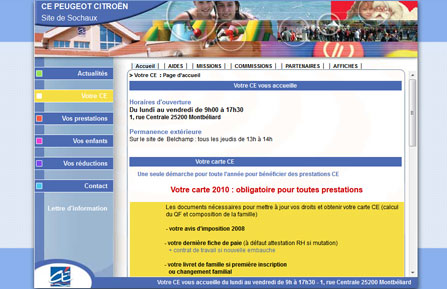 CE PEUGEOT CITROËN
Site de Sochaux
| Accueil | AIDES | MISSIONS | COMMISSIONS | PARTENAIRES | AFFICHES |
> Votre CE : Page d'accueil
Actualités
Votre CE
Vos prestations
Vos enfants
Vos réductions
Contact
Lettre d'information
Votre CE vous accueille
Horaires d'ouverture
Du lundi au vendredi de 9h00 à 17h30
1, rue Centrale 25200 Montbéliard
Permanence extérieure
Sur le site de Belchamp : tous les jeudis de 13h à 14h
Votre carte CE
Une seule démarche pour toute l'année pour bénéficier des prestations CE
Votre carte 2010 : obligatoire pour toutes prestations
Les documents nécessaires pour mettre à jour vos droits et obtenir votre carte CE (calcul
du QF et composition de la famille)
- votre avis d'imposition 2008
- votre dernière fiche de paie (à défaut attestation RH si mutation)
+ contrat de travail si nouvelle embauche
- votre livret de famille si première inscription
ou changement familial
Votre CE vous accueille du lundi au vendredi de 9h à 17h30 - 1, rue Centrale 25200 Montbéliard